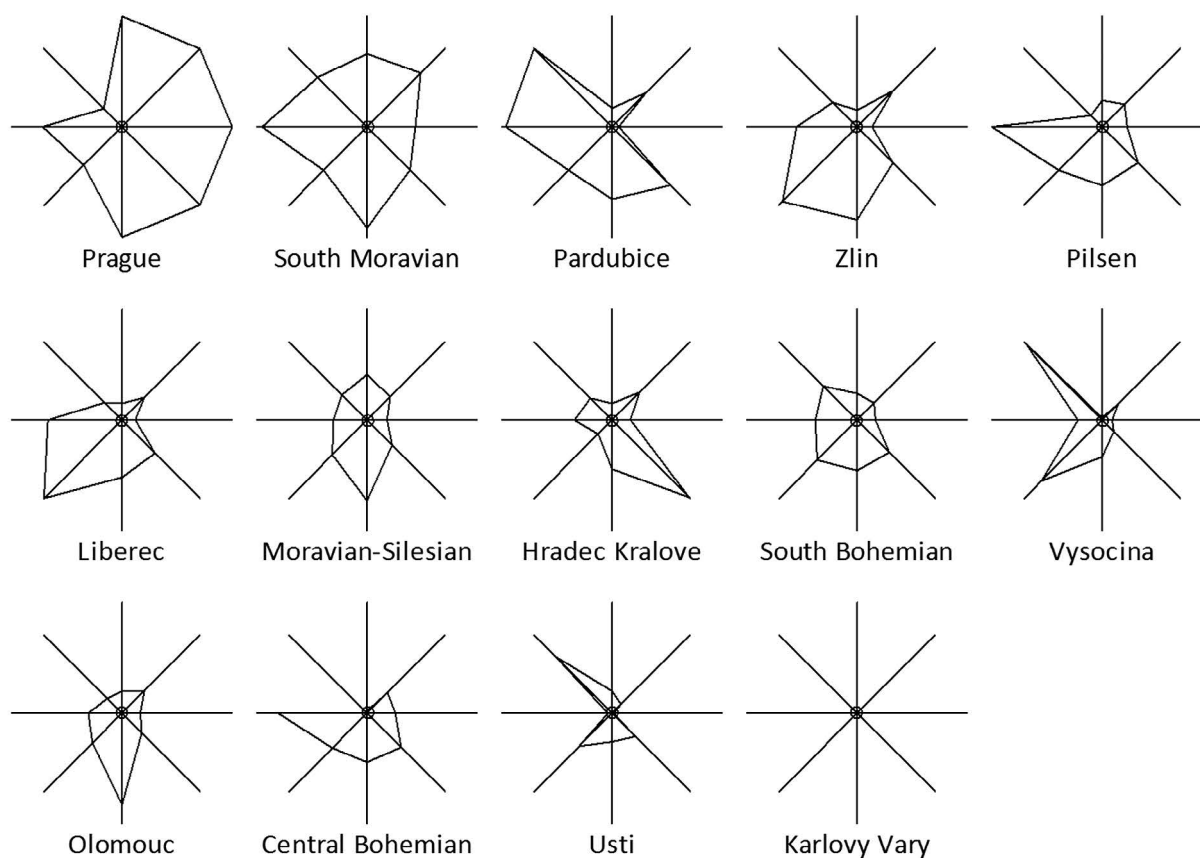 Prague
South Moravian
Pardubice
Zlin
Pilsen
Liberec
Moravian-Silesian
Hradec Kralove
South Bohemian
Vysocina
Olomouc
Central Bohemian
Usti
Karlovy Vary